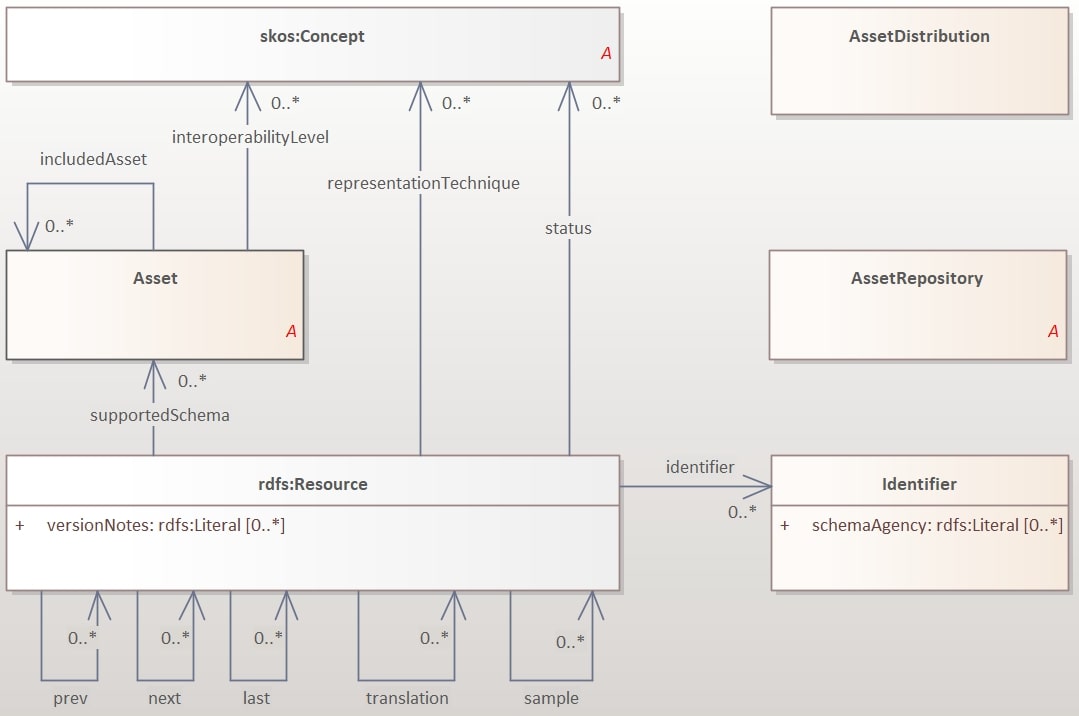 skos:Concept
A
AssetDistribution
0..*
0..*
0..*
interoperabilityLevel
includedAsset
representationTechnique
0..*
status
Asset
A
AssetRepository
A
0..*
supportedSchema
rdfs:Resource
+ versionNotes: rdfs:Literal [0..*]
identifier
0..*
Identifier
+ schemaAgency: rdfs:Literal [0..*]
0..*
0..*
0..*
0..*
0..*
prev
next
last
translation
sample